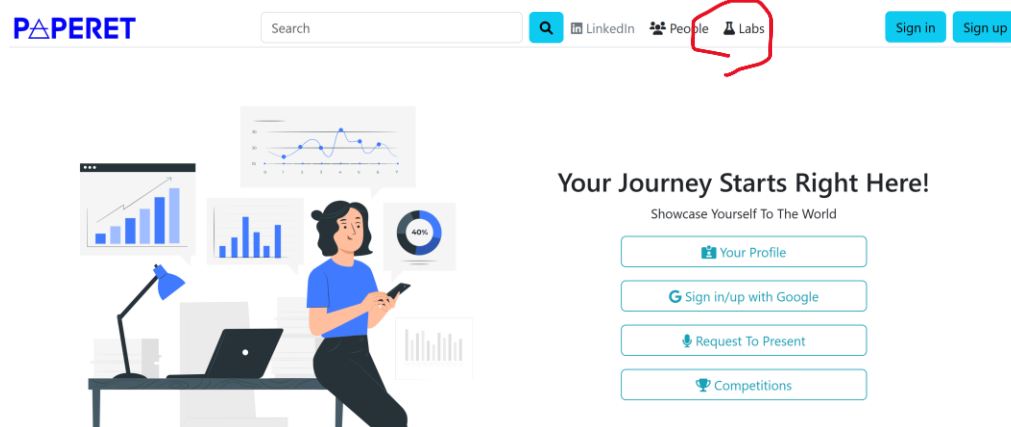 PAPERET
Search
LinkedIn
People
Labs
Sign in
Sign up
Your Journey Starts Right Here!
Showcase Yourself To The World
40%
Your Profile
Sign in/up with Google
Request To Present
Competitions